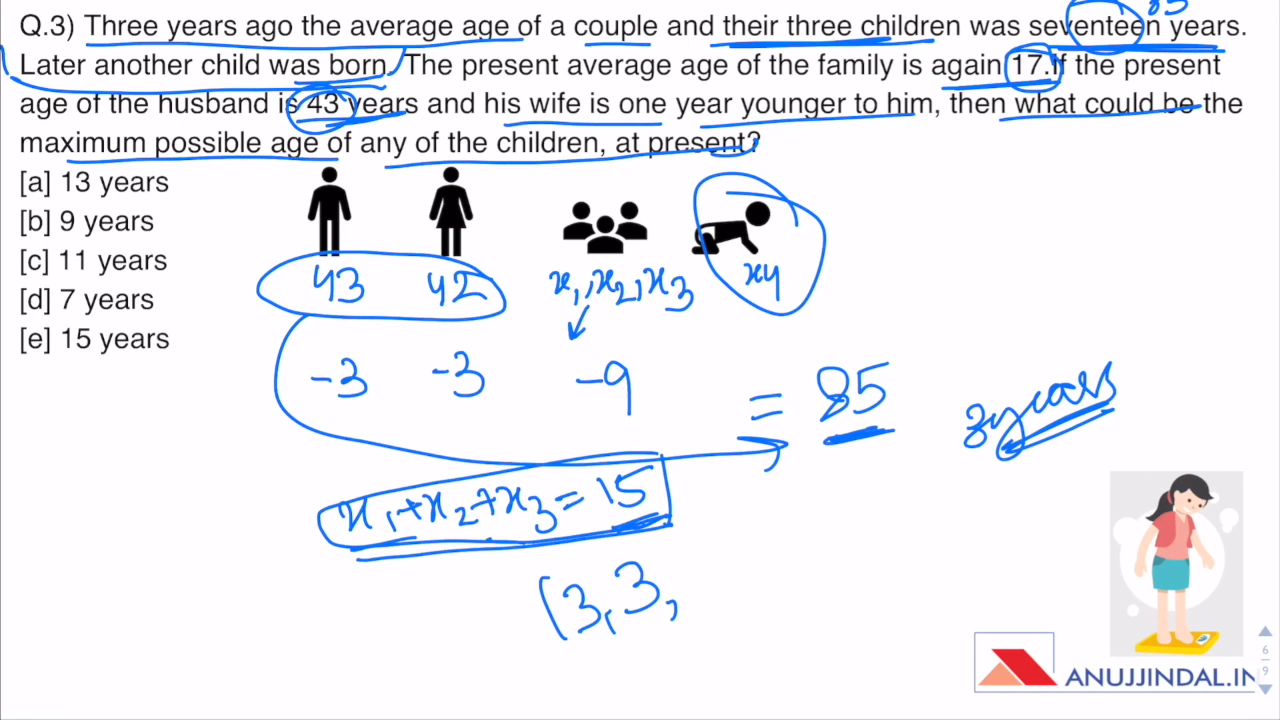 85
Q.3) Three years ago the average age of a couple and their three children was seventeen years.
Later another child was born. The present average age of the family is again 17.If the present
age of the husband is 43 years and his wife is one year younger to him, then what could be the
maximum possible age of any of the children, at present?
[a] 13 years
[b] 9 years
[c] 11 years
[d] 7 years
[e] 15 years
43 42 x1,x2,x3 x4
-3 -3 -9
= 85
3years
x1+x2+x3=15
(3,3,
ANUJJINDAL.IN
6
9